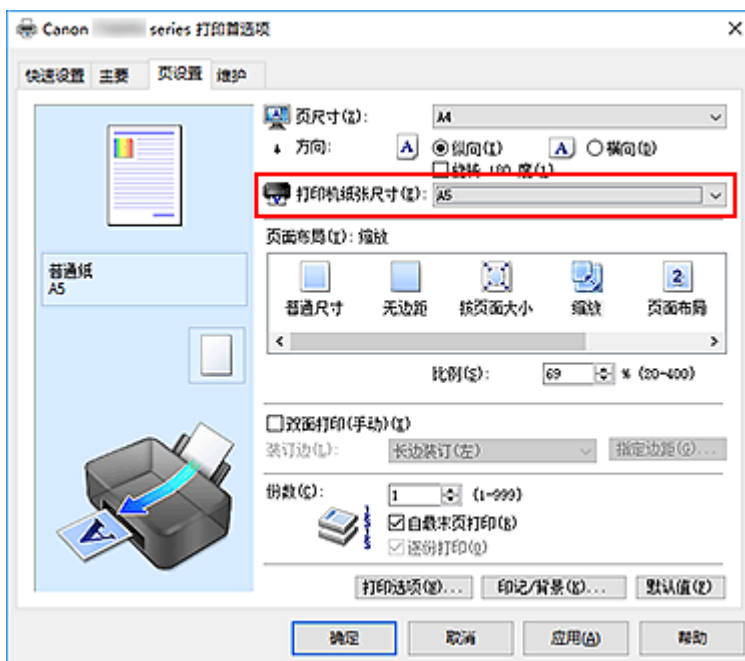 Canon series 打印首选项
快速设置 主要 页设置 维护
页尺寸(Z): A4
方向: A 纵向(I) A 横向(D)
旋转 180 度(1)
打印机纸张尺寸(E): A5
页面布局(I): 缩放
普通纸
A5
普通尺寸 无边距 按页面大小 缩放 页面布局
比例(S): 69 % (20-400)
双面打印(手动)(X)
装订边(L): 长边装订(左) 指定边距(G)...
份数(C): 1 (1-999)
自最末页打印(R)
逐份打印(O)
打印选项(N)... 印记/背景(K)... 默认值(F)
确定 取消 应用(A) 帮助